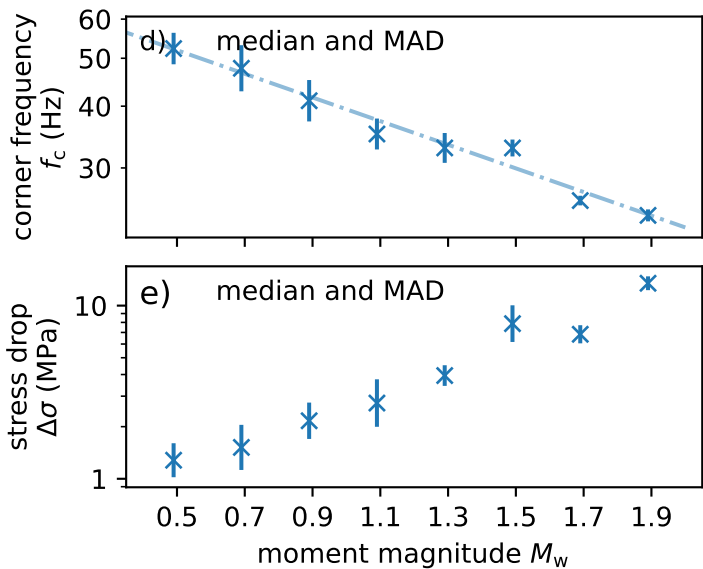 60
50
40
30
corner frequency
f_c (Hz)
d) median and MAD
10
1
stress drop
Δσ (MPa)
e) median and MAD
0.5 0.7 0.9 1.1 1.3 1.5 1.7 1.9
moment magnitude M_w